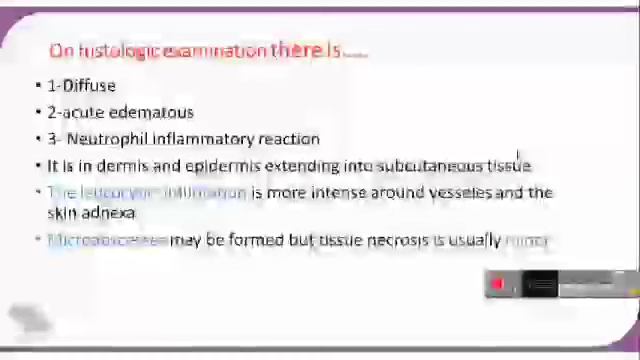 On histologic examination there is.....
• 1-Diffuse
• 2-acute edematous
• 3- Neutrophil inflammatory reaction
• It is in dermis and epidermis extending into subcutaneous tissue
• The leucocytic infiltration is more intense around vesseles and the
skin adnexa
• Microabscesses may be formed but tissue necrosis is usually minor